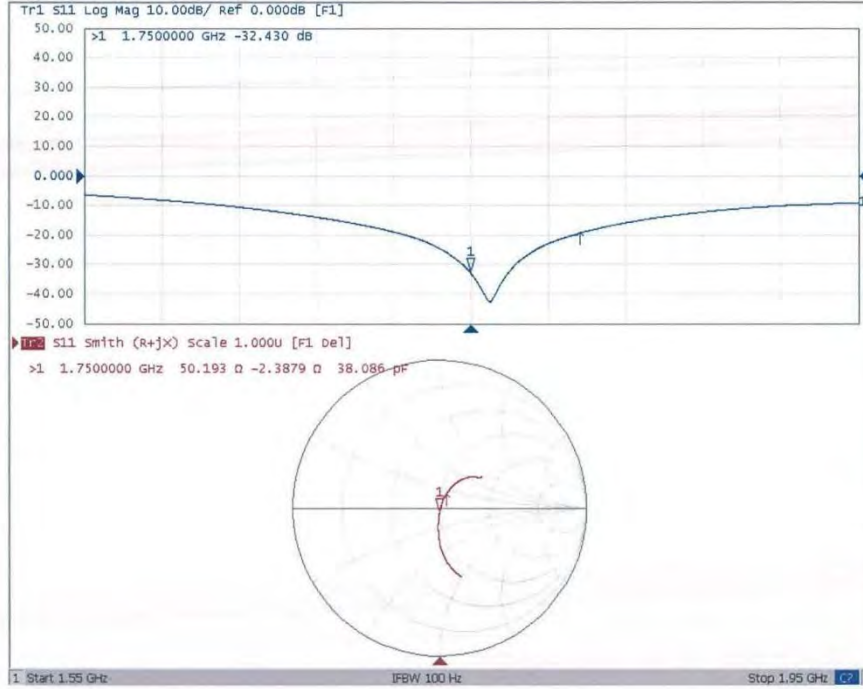 Tr1 S11 Log Mag 10.00dB/ Ref 0.000dB [F1]
50.00
>1 1.7500000 GHz -32.430 dB
40.00
30.00
20.00
10.00
0.000
-10.00
1
-20.00
1
-30.00
-40.00
-50.00
Tr2 S11 Smith (R+jX) Scale 1.000U [F1 Del]
>1 1.7500000 GHz 50.193 Ω -2.3879 Ω 38.086 pF
1
1 Start 1.55 GHz IFBW 100 Hz Stop 1.95 GHz C?